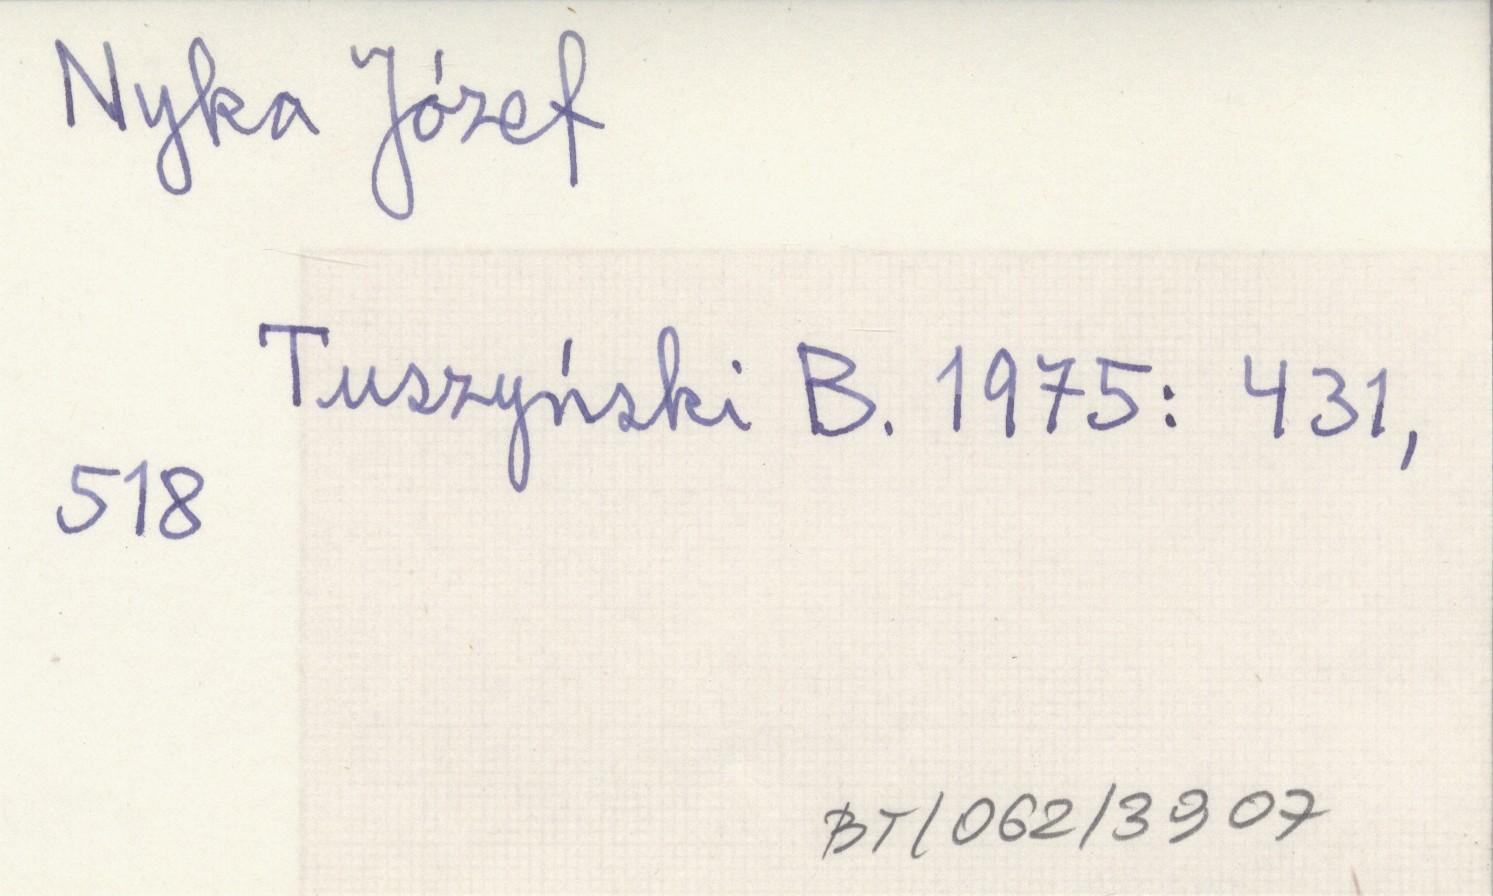 Nyka Józef
Tuszyński B. 1975: 431,
518
BT/062/3907